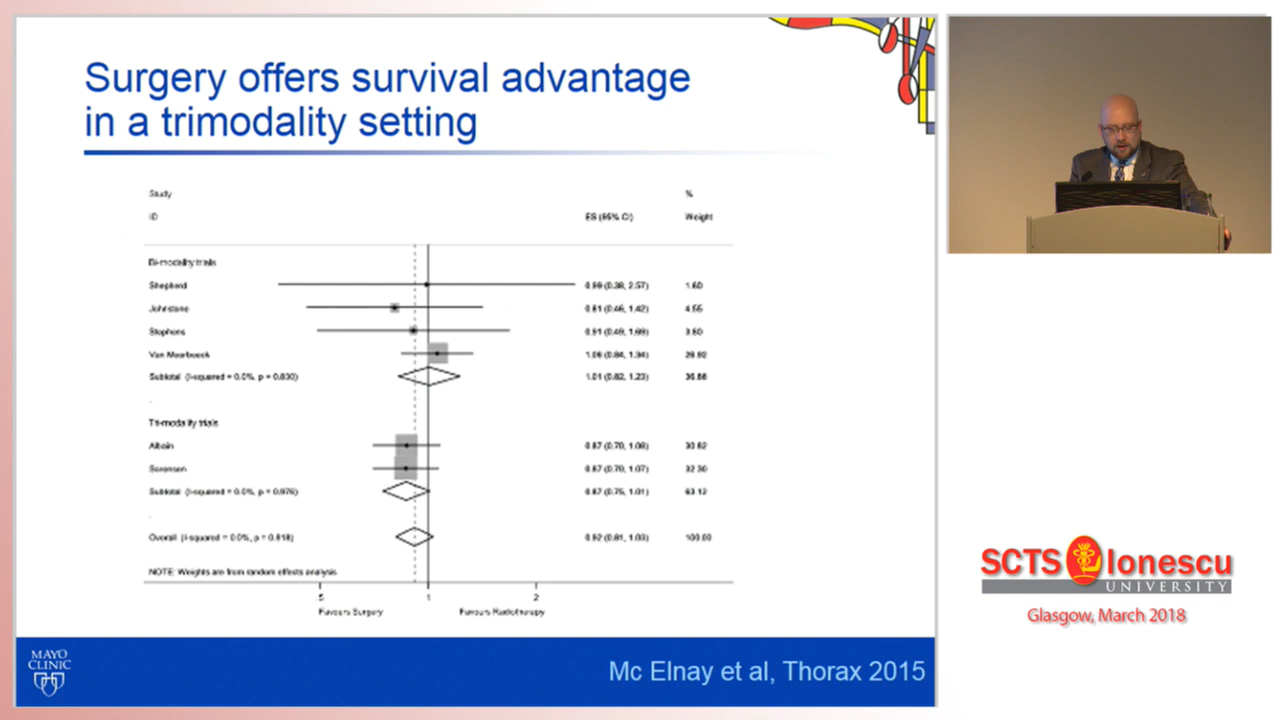 Surgery offers survival advantage
in a trimodality setting
Study %
ID ES (95% CI) Weight
Bi-modality trials
Shepherd 0.99 (0.38, 2.57) 1.60
Johnstone 0.81 (0.46, 1.42) 4.55
Stephens 0.91 (0.49, 1.69) 3.80
Van Meerbeeck 1.06 (0.84, 1.34) 26.92
Subtotal (I-squared = 0.0%, p = 0.830) 1.01 (0.82, 1.23) 36.88
.
Tri-modality trials
Albain 0.87 (0.70, 1.08) 30.82
Sorensen 0.87 (0.70, 1.07) 32.30
Subtotal (I-squared = 0.0%, p = 0.976) 0.87 (0.75, 1.01) 63.12
.
Overall (I-squared = 0.0%, p = 0.818) 0.92 (0.81, 1.03) 100.00
NOTE: Weights are from random effects analysis
.5 1 2
Favours Surgery Favours Radiotherapy
MAYO
CLINIC
Mc Elnay et al, Thorax 2015
SCTS Ionescu
UNIVERSITY
Glasgow, March 2018